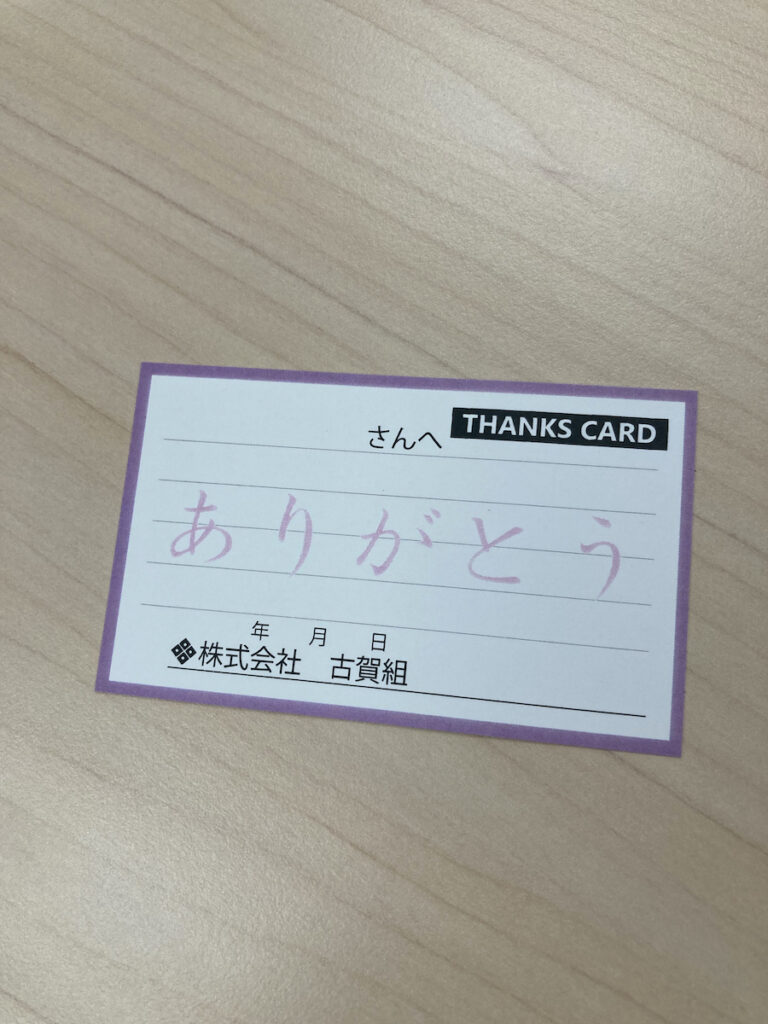 さんへ THANKS CARD
ありがとう
年 月 日
株式会社 古賀組